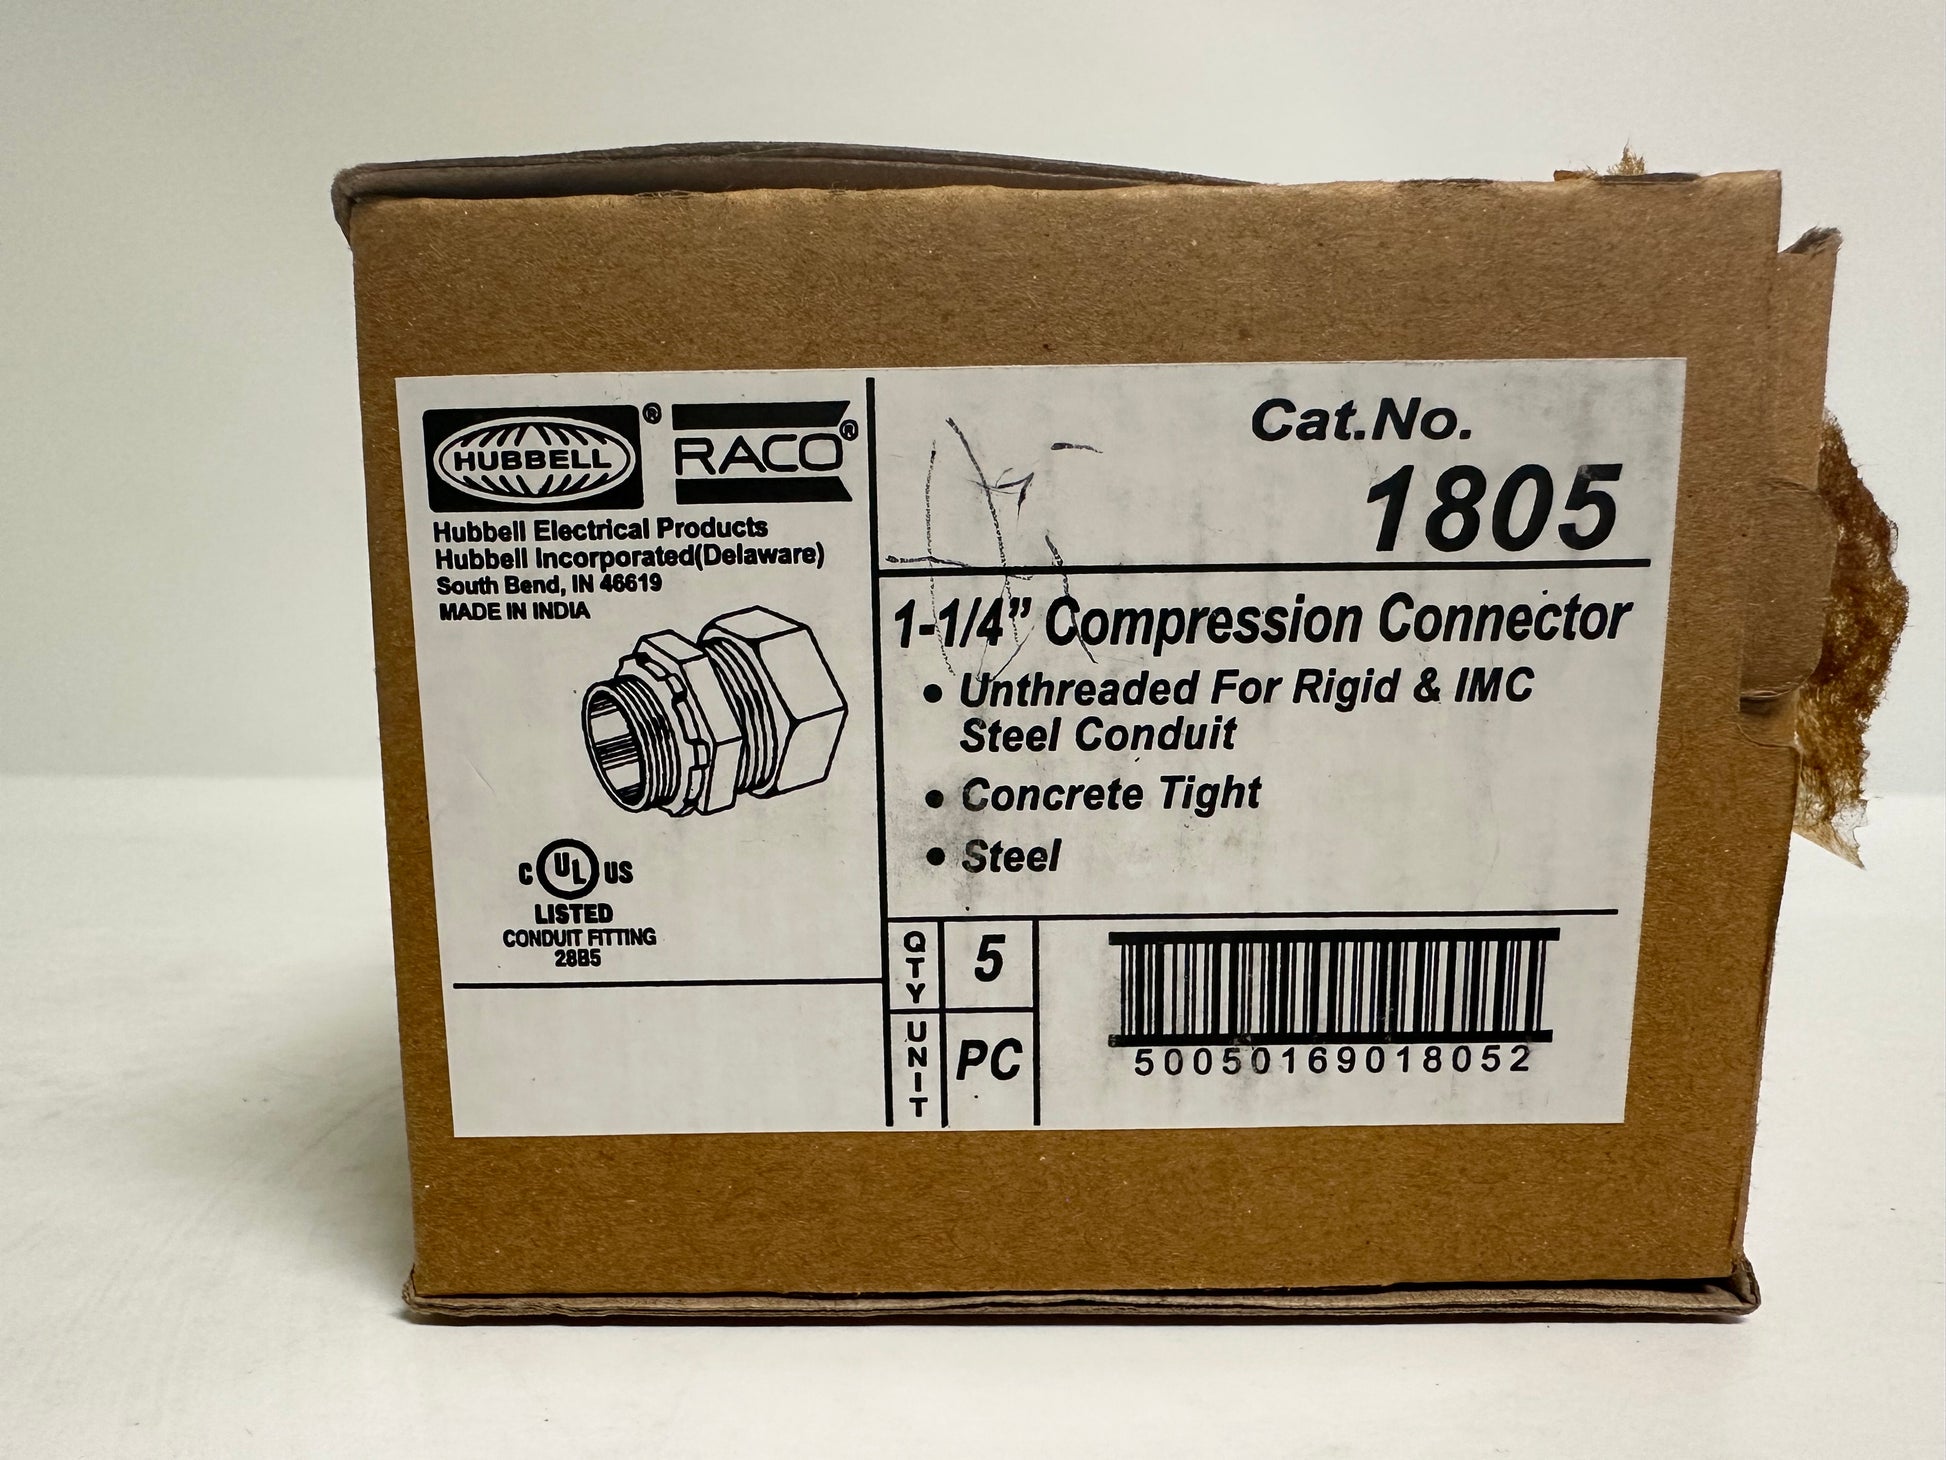 HUBBELL® RACO®
Hubbell Electrical Products
Hubbell Incorporated(Delaware)
South Bend, IN 46619
MADE IN INDIA
C UL US
LISTED
CONDUIT FITTING
28B5
Cat.No.
1805
1-1/4” Compression Connector
• Unthreaded For Rigid & IMC
Steel Conduit
• Concrete Tight
• Steel
QTY 5
UNIT PC
50050169018052